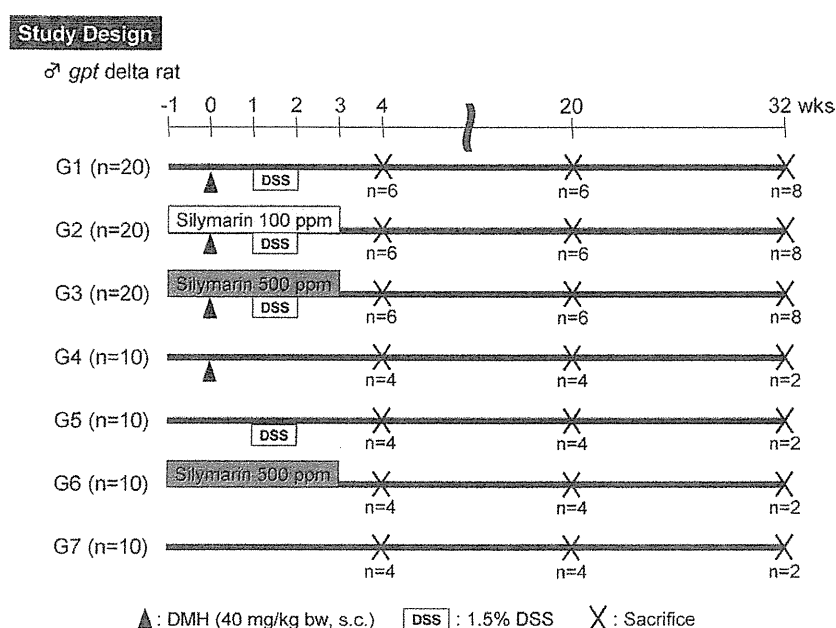 Study Design
♂ gpt delta rat
-1 0 1 2 3 4 20 32 wks
G1 (n=20)
DSS
n=6 n=6 n=8
G2 (n=20) Silymarin 100 ppm
DSS
n=6 n=6 n=8
G3 (n=20) Silymarin 500 ppm
DSS
n=6 n=6 n=8
G4 (n=10)
n=4 n=4 n=2
G5 (n=10)
DSS
n=4 n=4 n=2
G6 (n=10) Silymarin 500 ppm
n=4 n=4 n=2
G7 (n=10)
n=4 n=4 n=2
▲ : DMH (40 mg/kg bw, s.c.) DSS : 1.5% DSS X : Sacrifice